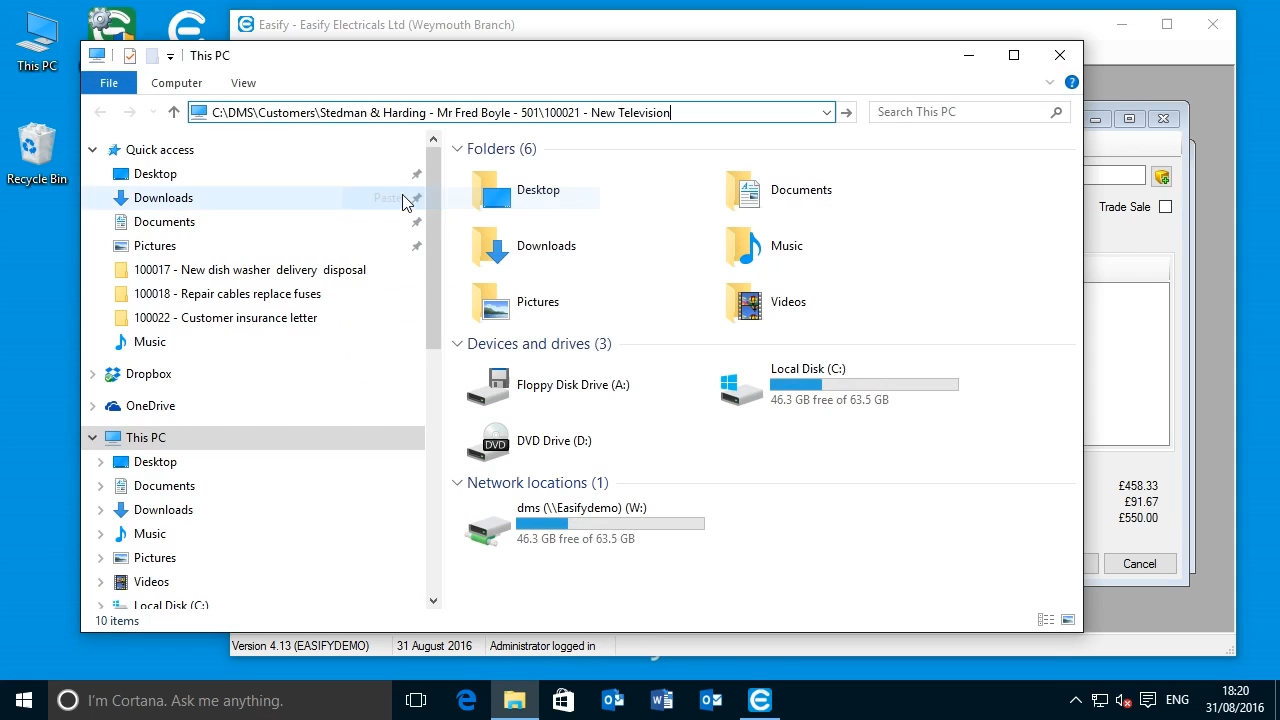 This PC
Recycle Bin
Easify - Easify Electricals Ltd (Weymouth Branch)
This PC
File
Computer
View
C:\DMS\Customers\Stedman & Harding - Mr Fred Boyle - 501\100021 - New Television
Search This PC
Quick access
Desktop
Downloads
Paste
Documents
Pictures
100017 - New dish washer  delivery  disposal
100018 - Repair cables replace fuses
100022 - Customer insurance letter
Music
Dropbox
OneDrive
This PC
Desktop
Documents
Downloads
Music
Pictures
Videos
Local Disk (C:)
10 items
Folders (6)
Desktop
Documents
Downloads
Music
Pictures
Videos
Devices and drives (3)
Floppy Disk Drive (A:)
Local Disk (C:)
46.3 GB free of 63.5 GB
DVD
DVD Drive (D:)
Network locations (1)
dms (\\Easifydemo) (W:)
46.3 GB free of 63.5 GB
Trade Sale
£458.33
£91.67
£550.00
Cancel
Version 4.13 (EASIFYDEMO)
31 August 2016
Administrator logged in
I'm Cortana. Ask me anything.
ENG
18:20
31/08/2016